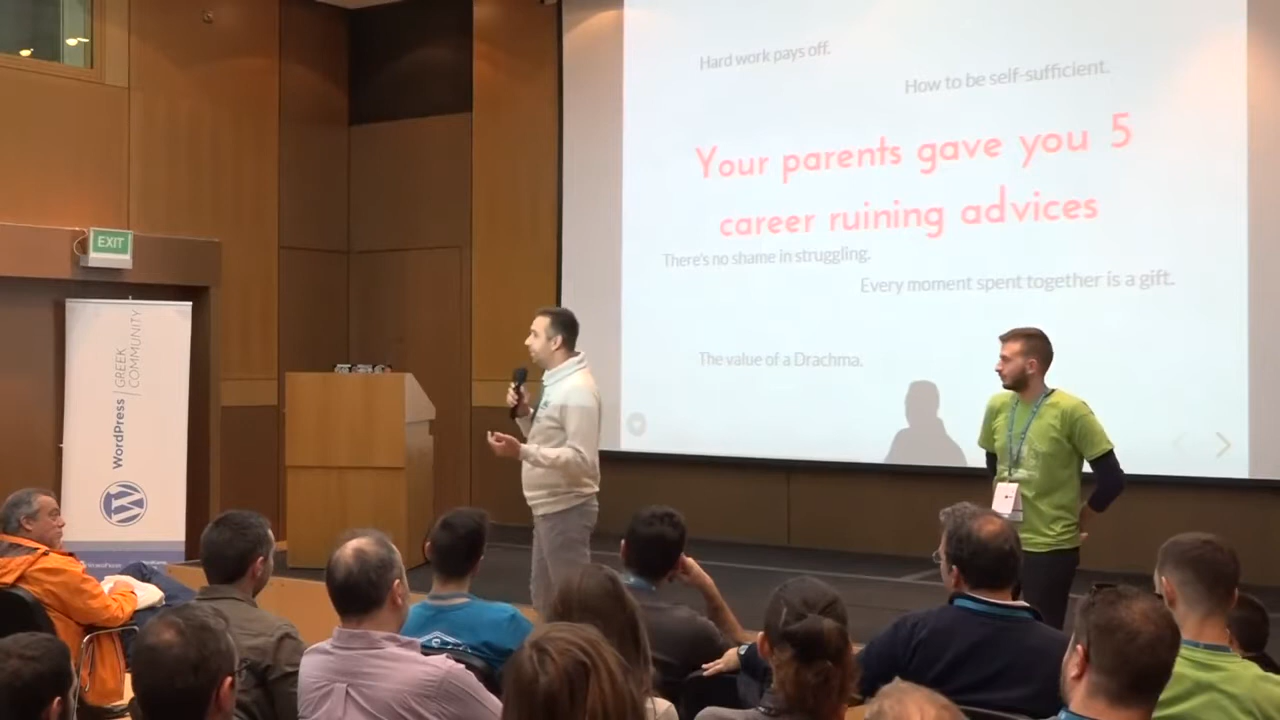 Hard work pays off.
How to be self-sufficient.
Your parents gave you 5
career ruining advices
There's no shame in struggling.
Every moment spent together is a gift.
The value of a Drachma.
EXIT
WordPress | GREEK
COMMUNITY